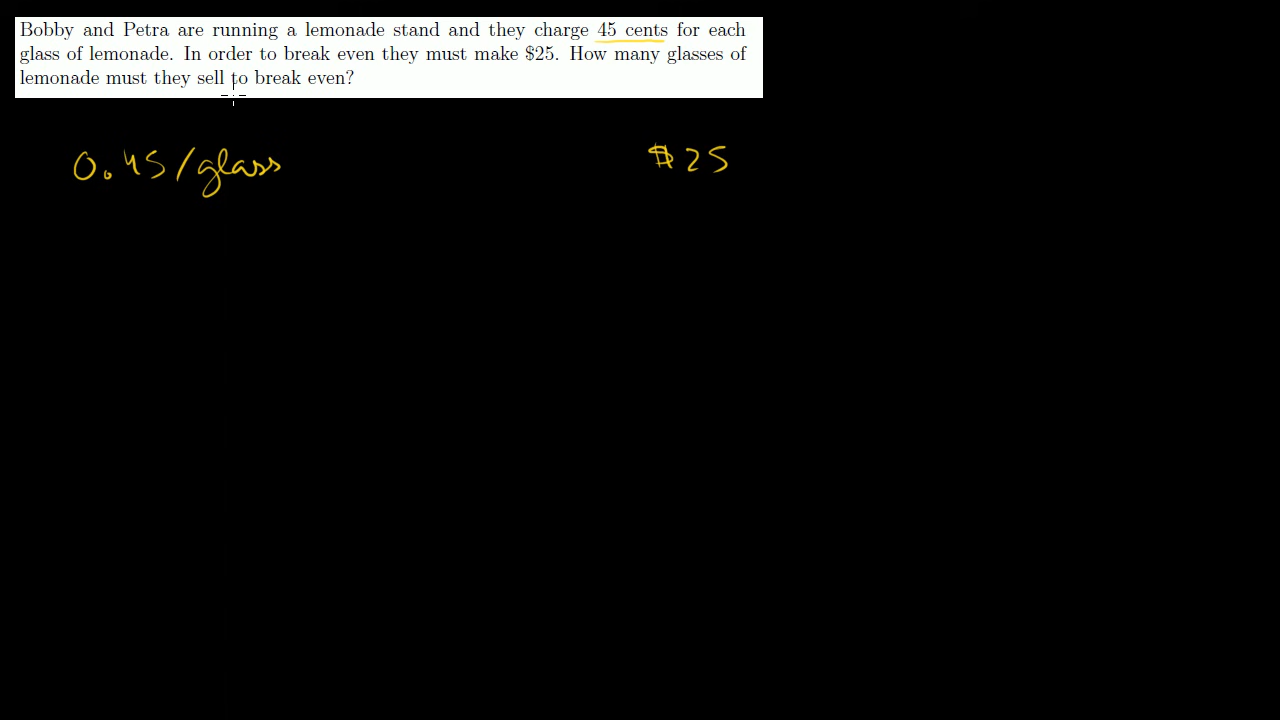 Bobby and Petra are running a lemonade stand and they charge 45 cents for each
glass of lemonade. In order to break even they must make $25. How many glasses of
lemonade must they sell to break even?
0.45/glass $25